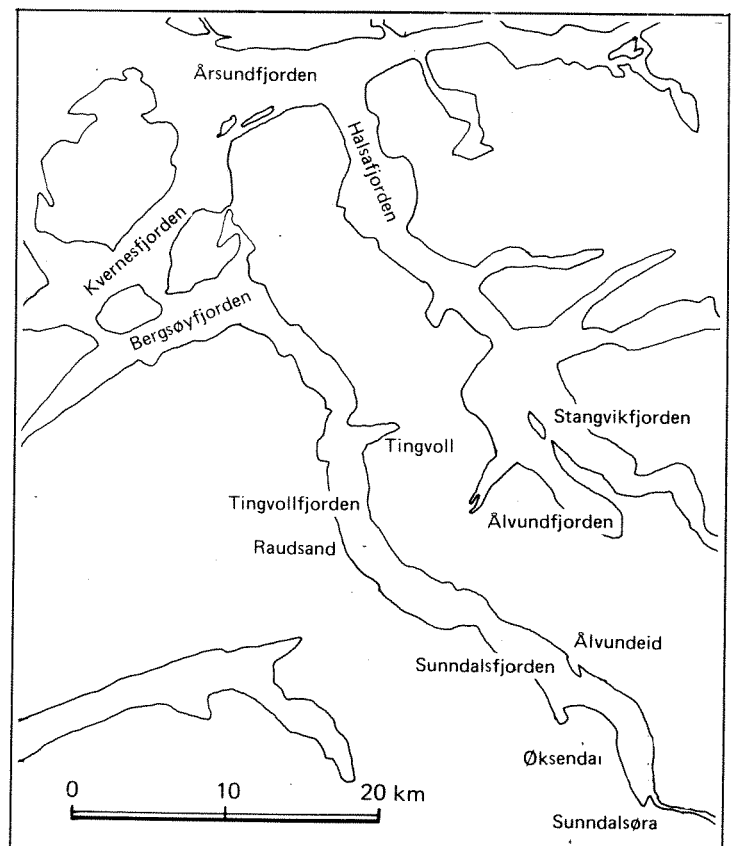 Årsundfjorden
Halsafjorden
Kvernesfjorden
Bergsøyfjorden
Stangvikfjorden
Tingvoll
Tingvollfjorden
Ålvundfjorden
Raudsand
Ålvundeid
Sunndalsfjorden
Øksendal
0 10 20 km
Sunndalsøra